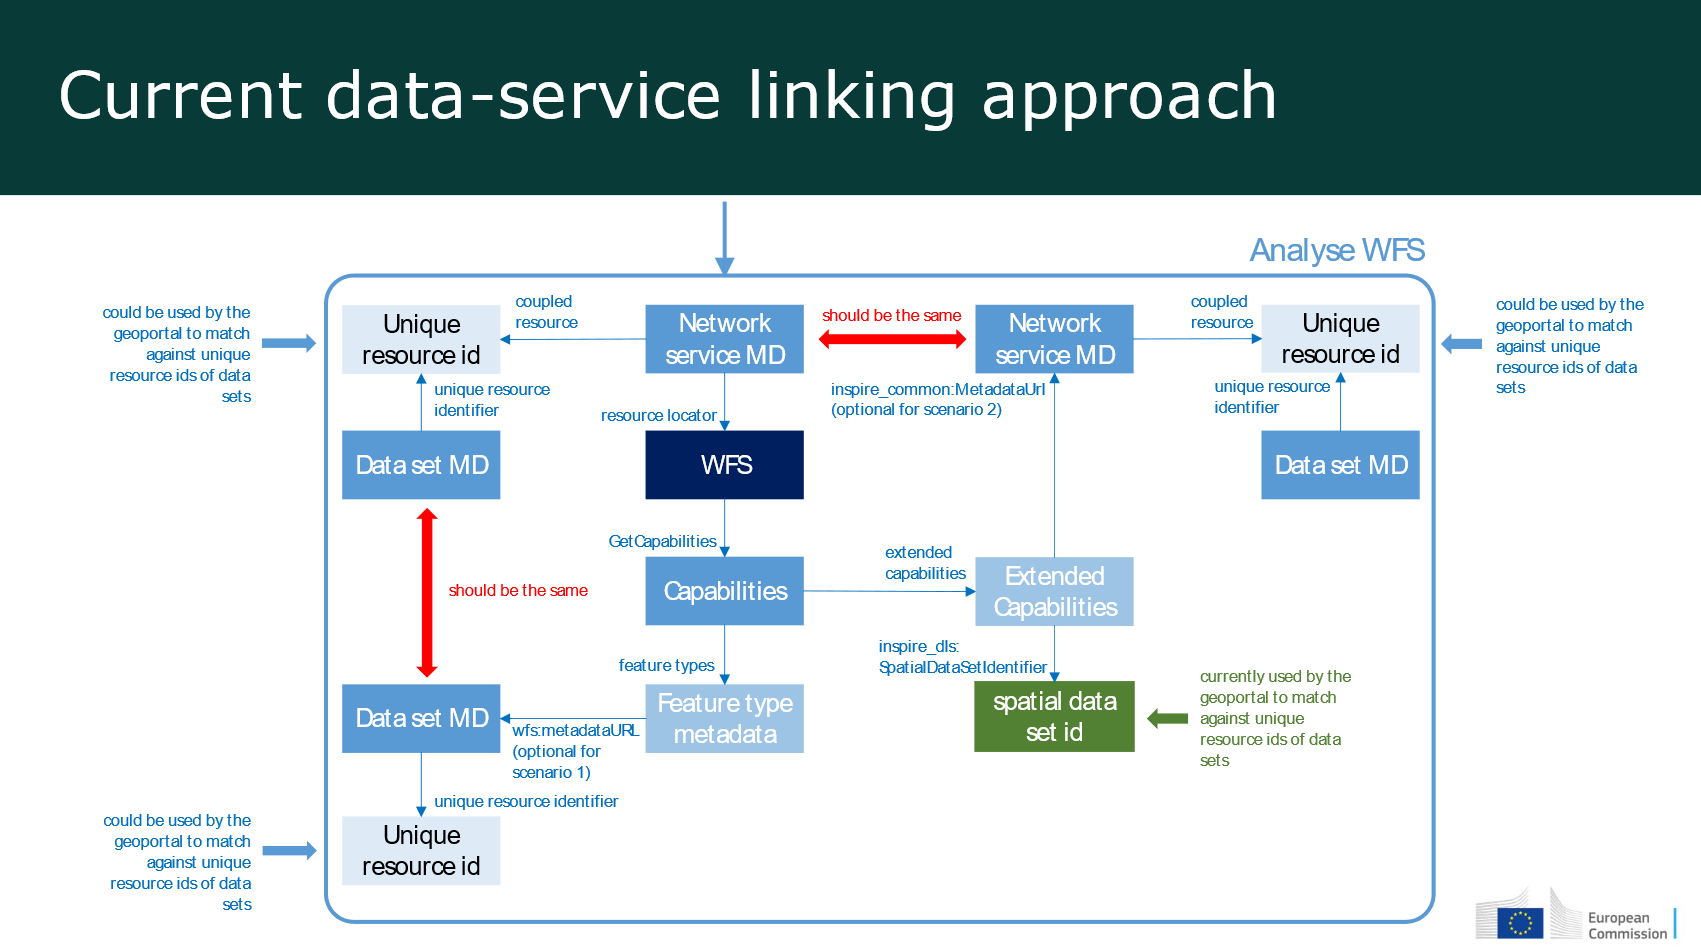 Current data-service linking approach
Analyse WFS
could be used by the
geoportal to match
against unique
resource ids of data
sets
Unique
resource id
coupled
resource
Network
service MD
should be the same
Network
service MD
coupled
resource
Unique
resource id
could be used by the
geoportal to match
against unique
resource ids of data
sets
unique resource
identifier
resource locator
inspire_common:MetadataUrl
(optional for scenario 2)
unique resource
identifier
Data set MD
WFS
Data set MD
GetCapabilities
extended
capabilities
should be the same
Capabilities
Extended
Capabilities
feature types
inspire_dls:
SpatialDataSetIdentifier
Data set MD
wfs:metadataURL
(optional for
scenario 1)
Feature type
metadata
spatial data
set id
currently used by the
geoportal to match
against unique
resource ids of data
sets
unique resource identifier
could be used by the
geoportal to match
against unique
resource ids of data
sets
Unique
resource id
European
Commission